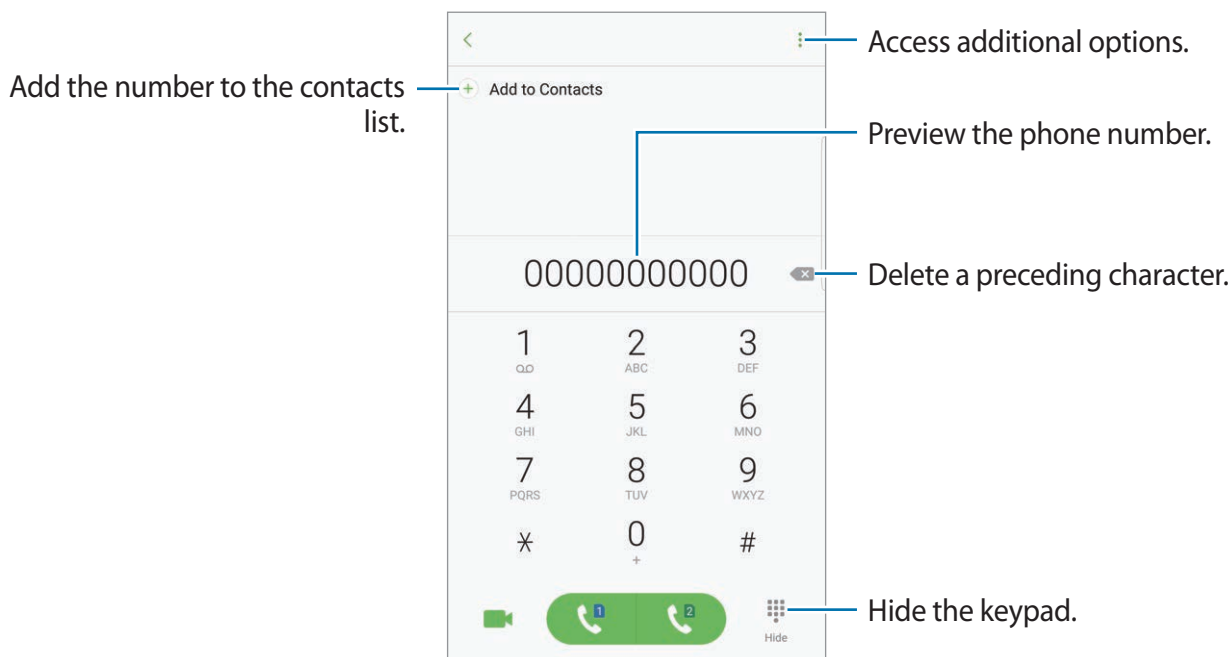 Access additional options.
Add the number to the contacts
list.
Add to Contacts
Preview the phone number.
00000000000
Delete a preceding character.
1 2 3
ABC DEF
4 5 6
GHI JKL MNO
7 8 9
PQRS TUV WXYZ
* 0 #
+
1 2
Hide
Hide the keypad.